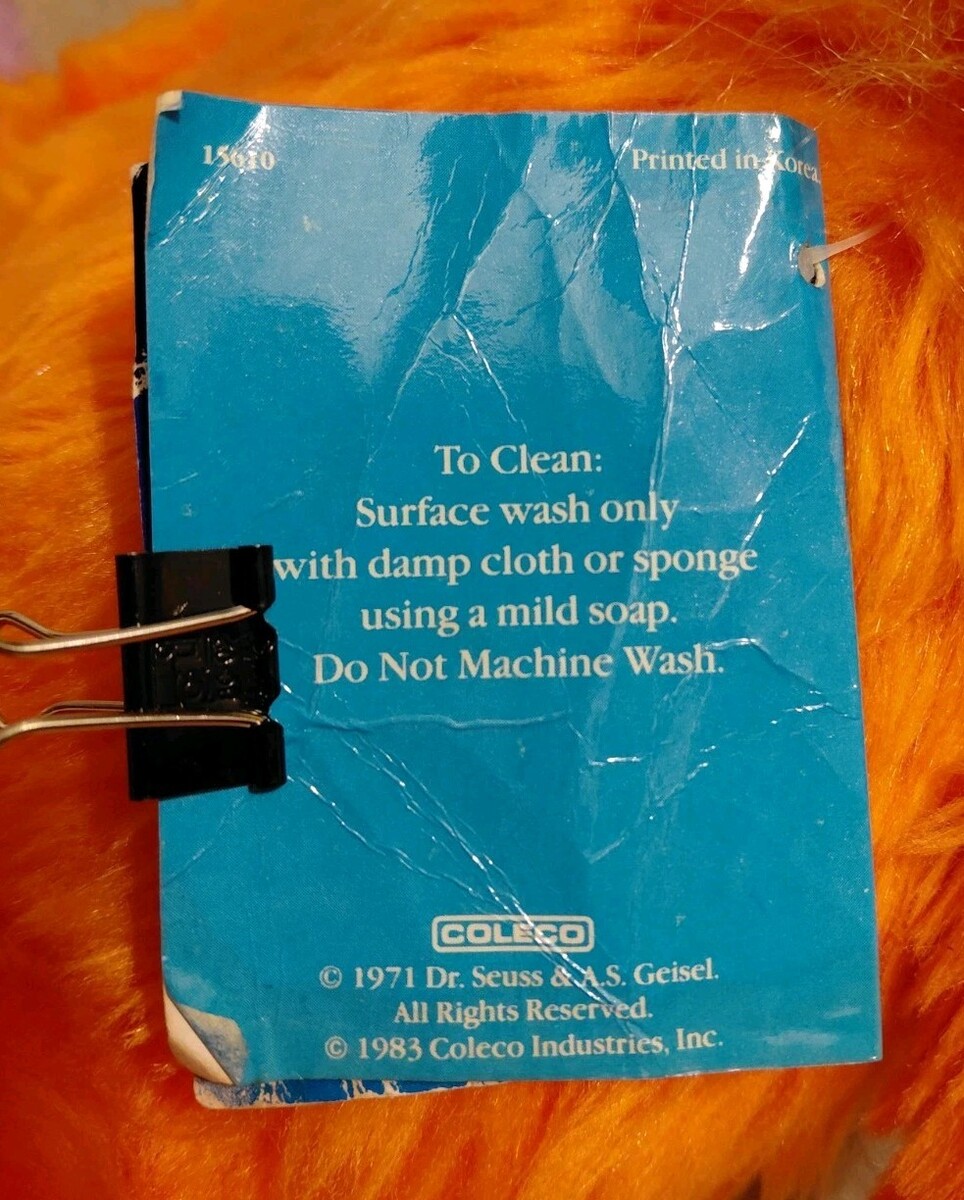 15610
Printed in Korea.
To Clean:
Surface wash only
with damp cloth or sponge
using a mild soap.
Do Not Machine Wash.
COLECO
© 1971 Dr. Seuss & A.S. Geisel.
All Rights Reserved.
© 1983 Coleco Industries, Inc.